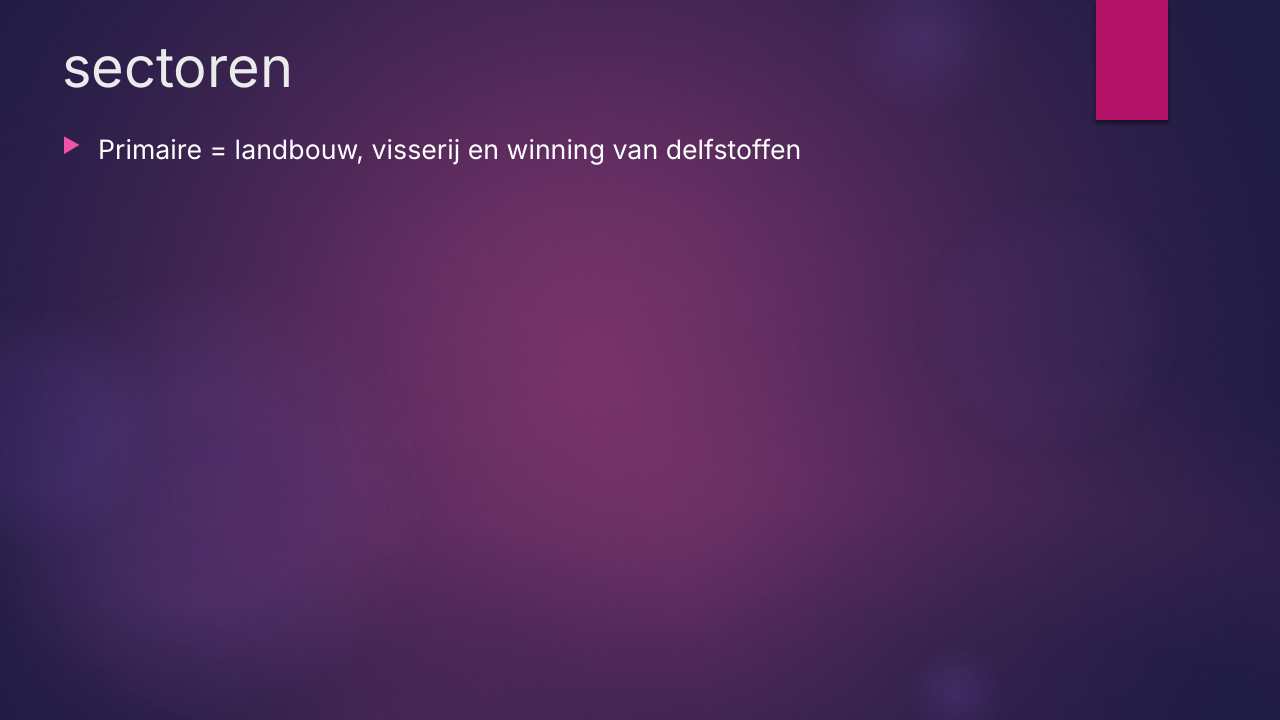 sectoren
Primaire = landbouw, visserij en winning van delfstoffen